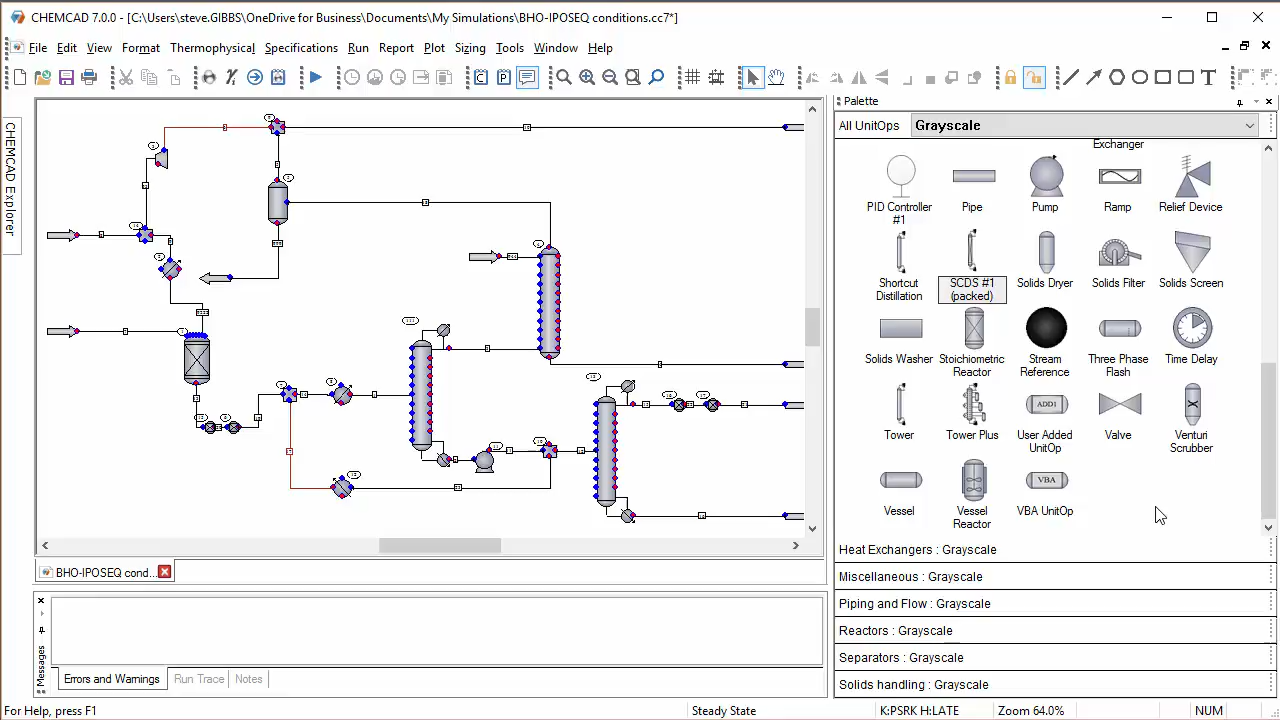 CHEMCAD 7.0.0 - [C:\Users\steve.GIBBS\OneDrive for Business\Documents\My Simulations\BHO-IPOSEQ conditions.cc7*]
File Edit View Format Thermophysical Specifications Run Report Plot Sizing Tools Window Help
CHEMCAD Explorer
Palette
All UnitOps Grayscale
Exchanger
PID Controller #1
Pipe
Pump
Ramp
Relief Device
Shortcut Distillation
SCDS #1 (packed)
Solids Dryer
Solids Filter
Solids Screen
Solids Washer
Stoichiometric Reactor
Stream Reference
Three Phase Flash
Time Delay
ADD1
Tower
Tower Plus
User Added UnitOp
Valve
Venturi Scrubber
VBA
Vessel
Vessel Reactor
VBA UnitOp
Heat Exchangers : Grayscale
Miscellaneous : Grayscale
Piping and Flow : Grayscale
Reactors : Grayscale
Separators : Grayscale
Solids handling : Grayscale
BHO-IPOSEQ cond...
Messages
Errors and Warnings Run Trace Notes
For Help, press F1 Steady State K:PSRK H:LATE Zoom 64.0% NUM